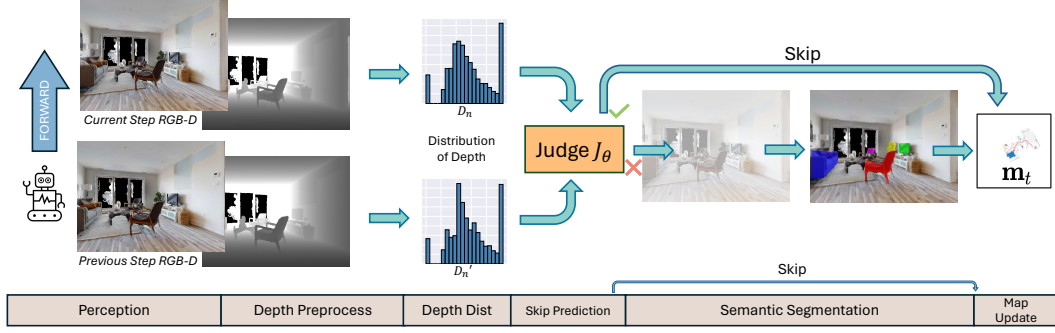 FORWARD
Current Step RGB-D
Previous Step RGB-D
D_n
Distribution
of Depth
D_n'
Judge J_θ
Skip
m_t
Skip
Perception
Depth Preprocess
Depth Dist
Skip Prediction
Semantic Segmentation
Map
Update